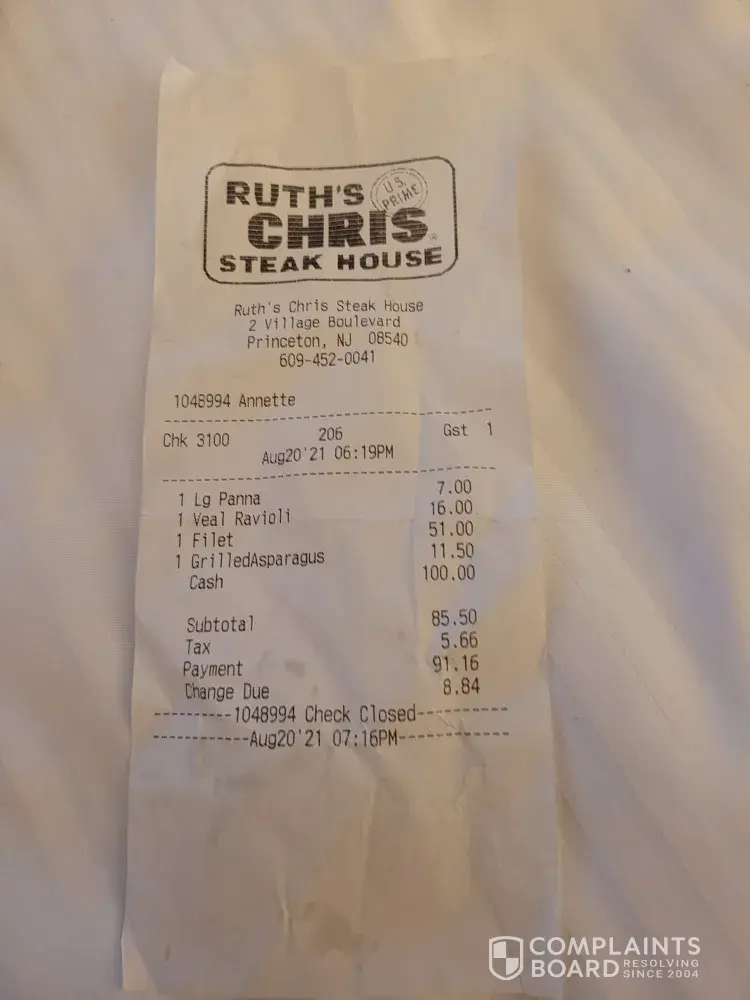 RUTH'S
U.S. PRIME
CHRIS®
STEAK HOUSE
Ruth's Chris Steak House
2 Village Boulevard
Princeton, NJ 08540
609-452-0041
1048994 Annette
Chk 3100 206 Gst 1
Aug20'21 06:19PM
1 Lg Panna 7.00
1 Veal Ravioli 16.00
1 Filet 51.00
1 GrilledAsparagus 11.50
Cash 100.00
Subtotal 85.50
Tax 5.66
Payment 91.16
Change Due 8.84
---------1048994 Check Closed----------
----------Aug20'21 07:16PM-----------
COMPLAINTS
BOARD RESOLVING SINCE 2004